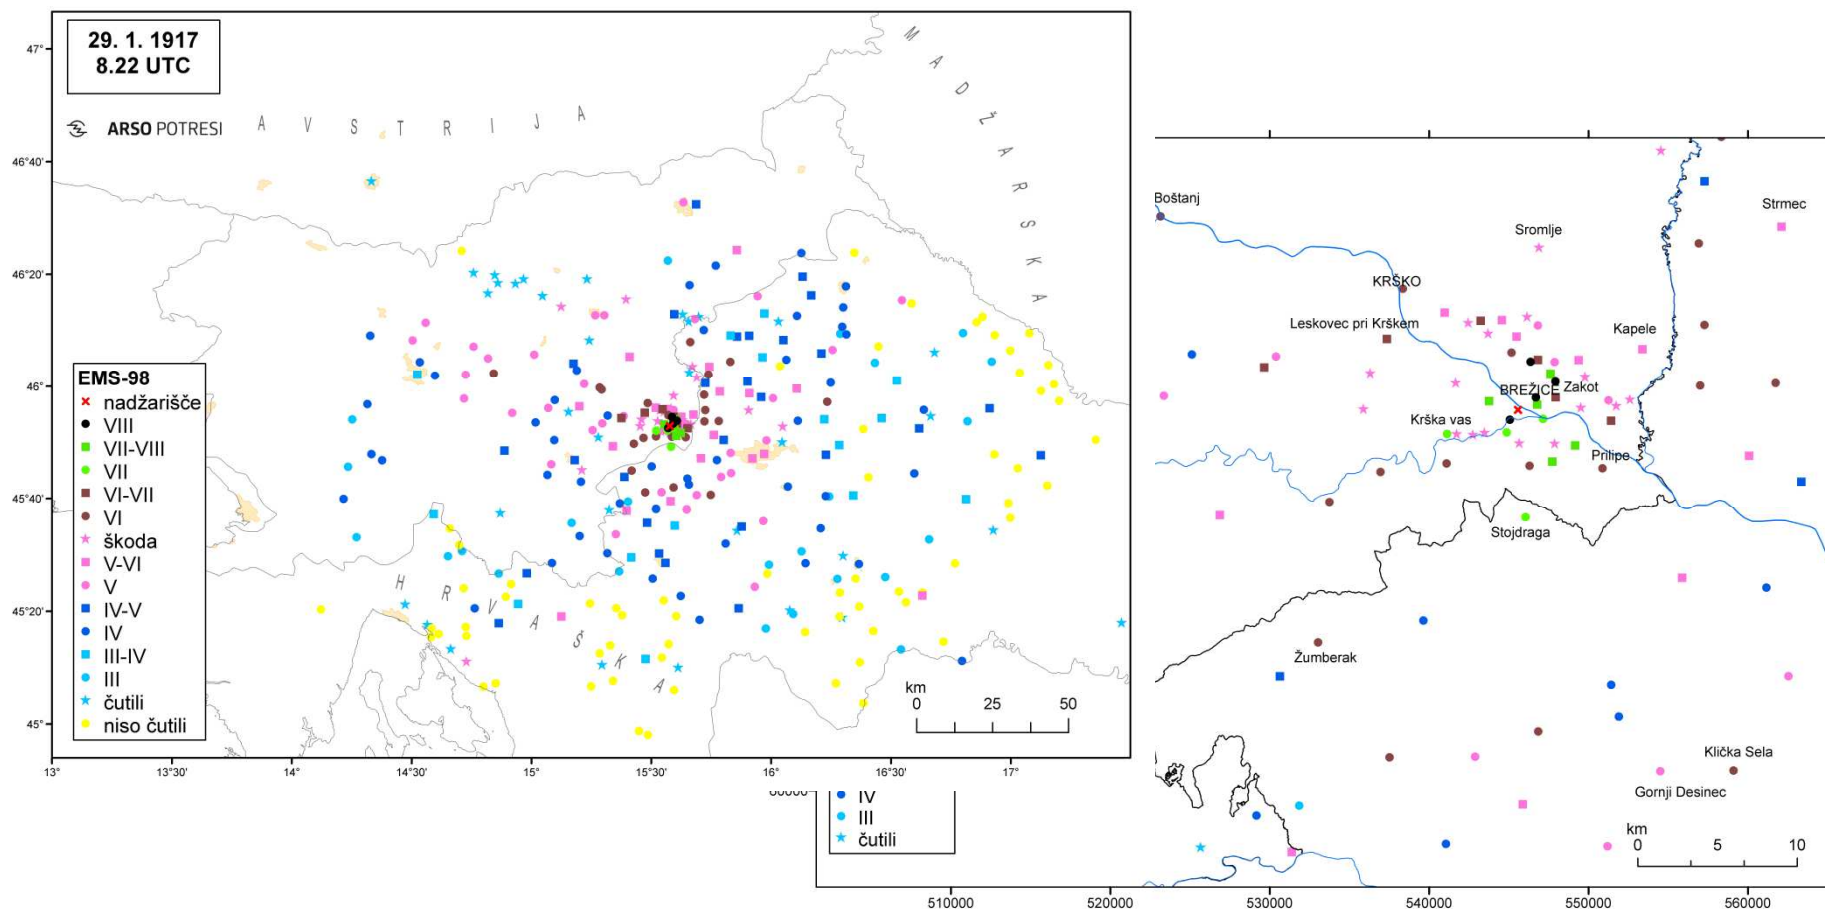 29. 1. 1917
8.22 UTC
ARSO POTRESI
AVSTRIJA
MADŽARSKA
HRVAŠKA
47°
46°40'
46°20'
46°
45°40'
45°20'
45°
13°
13°30'
14°
14°30'
15°
15°30'
16°
16°30'
17°
EMS-98
nadžarišče
VIII
VII-VIII
VII
VI-VII
VI
škoda
V-VI
V
IV-V
IV
III-IV
III
čutili
niso čutili
km
0 25 50
IV
III
čutili
Boštanj
Strmec
Sromlje
KRŠKO
Leskovec pri Krškem
Kapele
BREŽICE
Zakot
Krška vas
Prilipe
Stojdraga
Žumberak
Klička Sela
Gornji Desinec
km
0 5 10
510000
520000
530000
540000
550000
560000